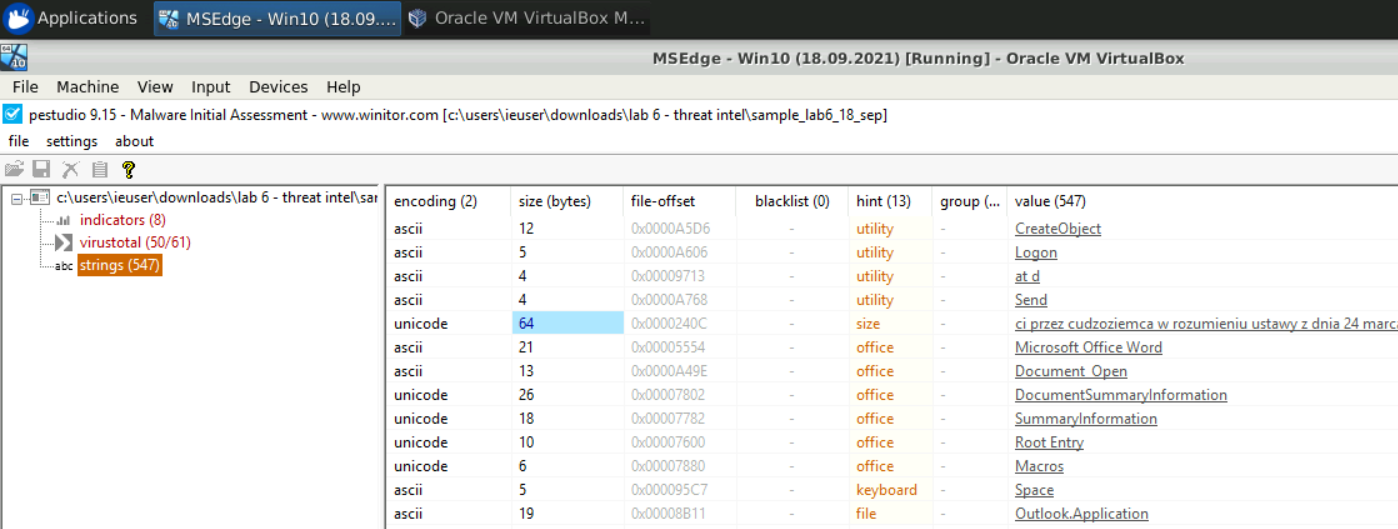 Applications MSEdge - Win10 (18.09.... Oracle VM VirtualBox M...
MSEdge - Win10 (18.09.2021) [Running] - Oracle VM VirtualBox
File Machine View Input Devices Help
pestudio 9.15 - Malware Initial Assessment - www.winitor.com [c:\users\ieuser\downloads\lab 6 - threat intel\sample_lab6_18_sep]
file settings about
c:\users\ieuser\downloads\lab 6 - threat intel\sar
indicators (8)
virustotal (50/61)
abc strings (547)
encoding (2) size (bytes) file-offset blacklist (0) hint (13) group (... value (547)
ascii 12 0x0000A5D6 - utility - CreateObject
ascii 5 0x0000A606 - utility - Logon
ascii 4 0x00009713 - utility - at d
ascii 4 0x0000A768 - utility - Send
unicode 64 0x0000240C - size - ci przez cudzoziemca w rozumieniu ustawy z dnia 24 marca
ascii 21 0x00005554 - office - Microsoft Office Word
ascii 13 0x0000A49E - office - Document_Open
unicode 26 0x00007802 - office - DocumentSummaryInformation
unicode 18 0x00007782 - office - SummaryInformation
unicode 10 0x00007600 - office - Root Entry
unicode 6 0x00007880 - office - Macros
ascii 5 0x000095C7 - keyboard - Space
ascii 19 0x00008B11 - file - Outlook.Application